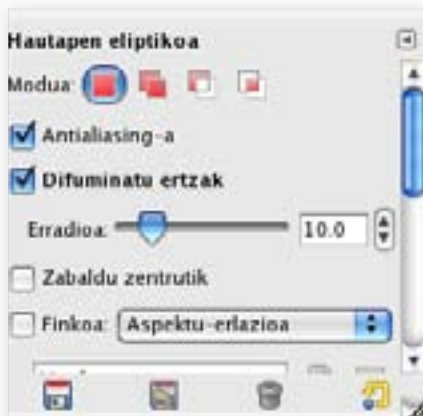 Hautapen eliptikoa
Modua:
Antialiasing-a
Difuminatu ertzak
Erradioa: 10.0
Zabaldu zentrutik
Finkoa: Aspektu-erlazioa